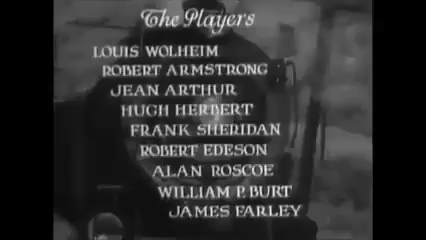 The Players
LOUIS WOLHEIM
ROBERT ARMSTRONG
JEAN ARTHUR
HUGH HERBERT
FRANK SHERIDAN
ROBERT EDESON
ALAN ROSCOE
WILLIAM P. BURT
JAMES FARLEY